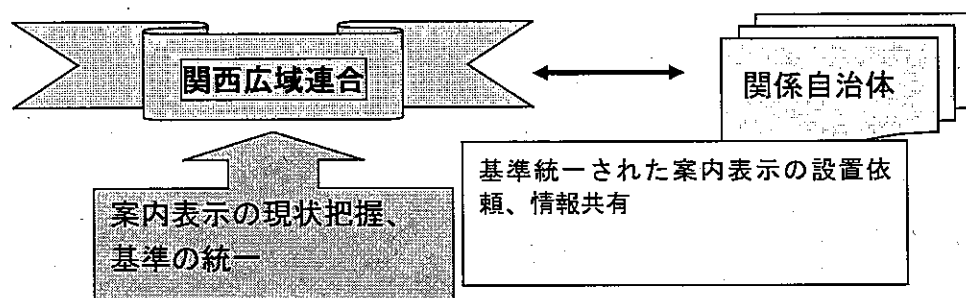 関西広域連合
関係自治体
基準統一された案内表示の設置依
頼、情報共有
案内表示の現状把握、
基準の統一